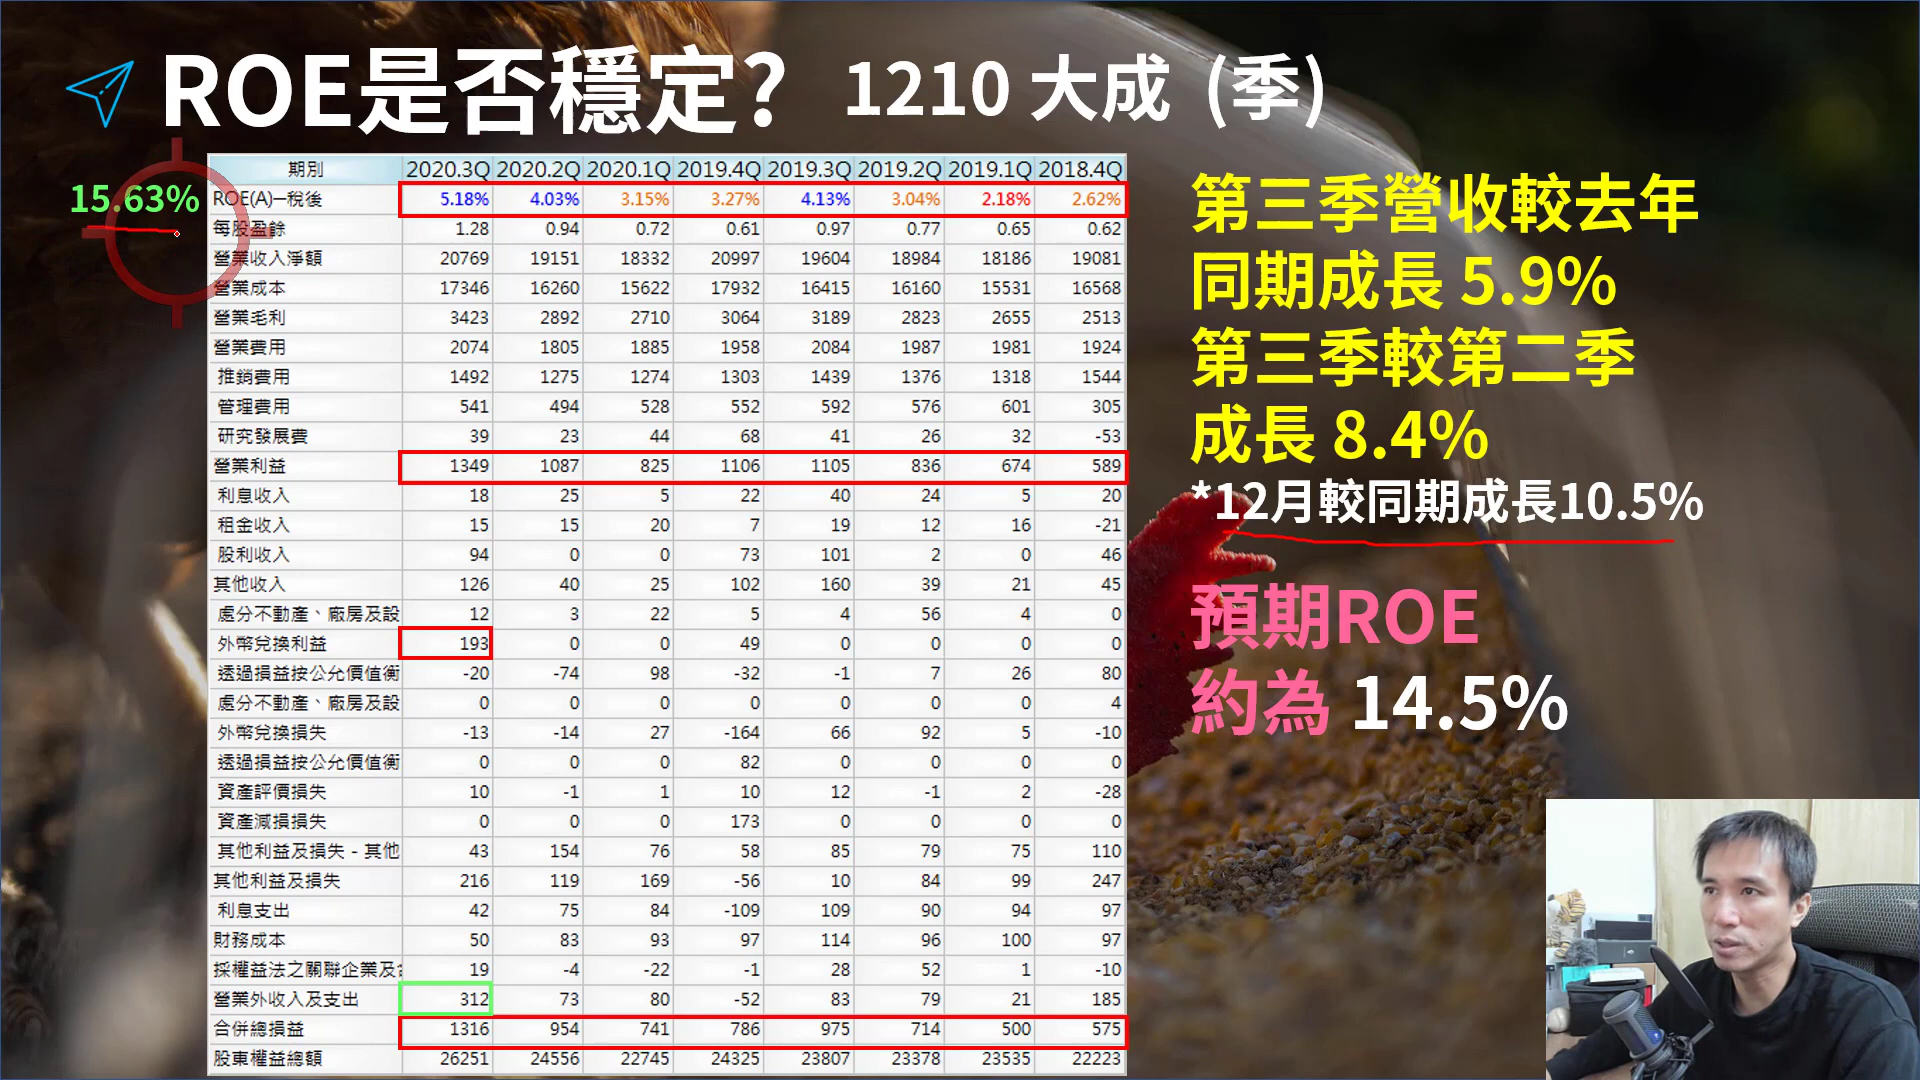 ROE是否穩定? 1210 大成 (季)
15.63%
期別 2020.3Q 2020.2Q 2020.1Q 2019.4Q 2019.3Q 2019.2Q 2019.1Q 2018.4Q
ROE(A)─稅後 5.18% 4.03% 3.15% 3.27% 4.13% 3.04% 2.18% 2.62%
每股盈餘 1.28 0.94 0.72 0.61 0.97 0.77 0.65 0.62
營業收入淨額 20769 19151 18332 20997 19604 18984 18186 19081
營業成本 17346 16260 15622 17932 16415 16160 15531 16568
營業毛利 3423 2892 2710 3064 3189 2823 2655 2513
營業費用 2074 1805 1885 1958 2084 1987 1981 1924
推銷費用 1492 1275 1274 1303 1439 1376 1318 1544
管理費用 541 494 528 552 592 576 601 305
研究發展費 39 23 44 68 41 26 32 -53
營業利益 1349 1087 825 1106 1105 836 674 589
利息收入 18 25 5 22 40 24 5 20
租金收入 15 15 20 7 19 12 16 -21
股利收入 94 0 0 73 101 2 0 46
其他收入 126 40 25 102 160 39 21 45
處分不動產、廠房及設 12 3 22 5 4 56 4 0
外幣兌換利益 193 0 0 49 0 0 0 0
透過損益按公允價值衡 -20 -74 98 -32 -1 7 26 80
處分不動產、廠房及設 0 0 0 0 0 0 0 4
外幣兌換損失 -13 -14 27 -164 66 92 5 -10
透過損益按公允價值衡 0 0 0 82 0 0 0 0
資產評價損失 10 -1 1 10 12 -1 2 -28
資產減損損失 0 0 0 173 0 0 0 0
其他利益及損失－其他 43 154 76 58 85 79 75 110
其他利益及損失 216 119 169 -56 10 84 99 247
利息支出 42 75 84 -109 109 90 94 97
財務成本 50 83 93 97 114 96 100 97
採權益法之關聯企業及 19 -4 -22 -1 28 52 1 -10
營業外收入及支出 312 73 80 -52 83 79 21 185
合併總損益 1316 954 741 786 975 714 500 575
股東權益總額 26251 24556 22745 24325 23807 23378 23535 22223
第三季營收較去年
同期成長 5.9%
第三季較第二季
成長 8.4%
*12月較同期成長10.5%
預期ROE
約為 14.5%